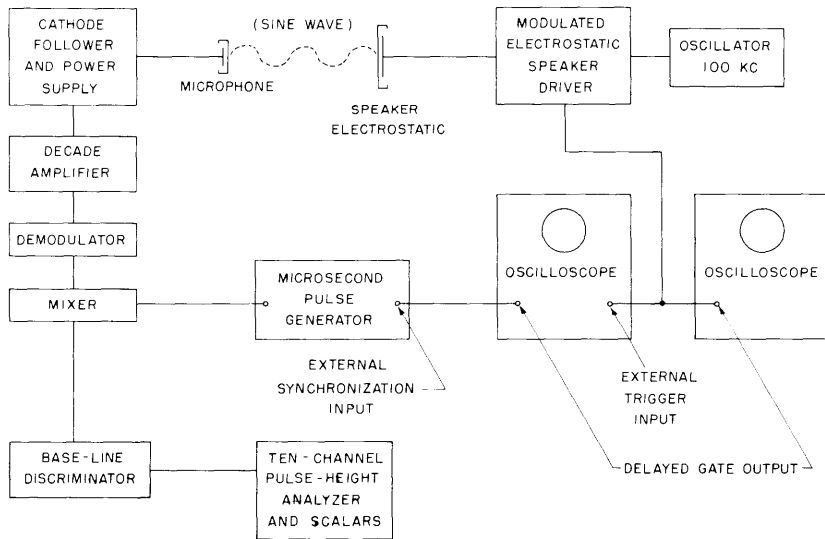 CATHODE
FOLLOWER
AND POWER
SUPPLY
(SINE WAVE)
MICROPHONE
SPEAKER
ELECTROSTATIC
MODULATED
ELECTROSTATIC
SPEAKER
DRIVER
OSCILLATOR
100 KC
DECADE
AMPLIFIER
DEMODULATOR
MIXER
MICROSECOND
PULSE
GENERATOR
OSCILLOSCOPE
OSCILLOSCOPE
EXTERNAL
SYNCHRONIZATION
INPUT
EXTERNAL
TRIGGER
INPUT
BASE-LINE
DISCRIMINATOR
TEN-CHANNEL
PULSE-HEIGHT
ANALYZER
AND SCALARS
DELAYED GATE OUTPUT